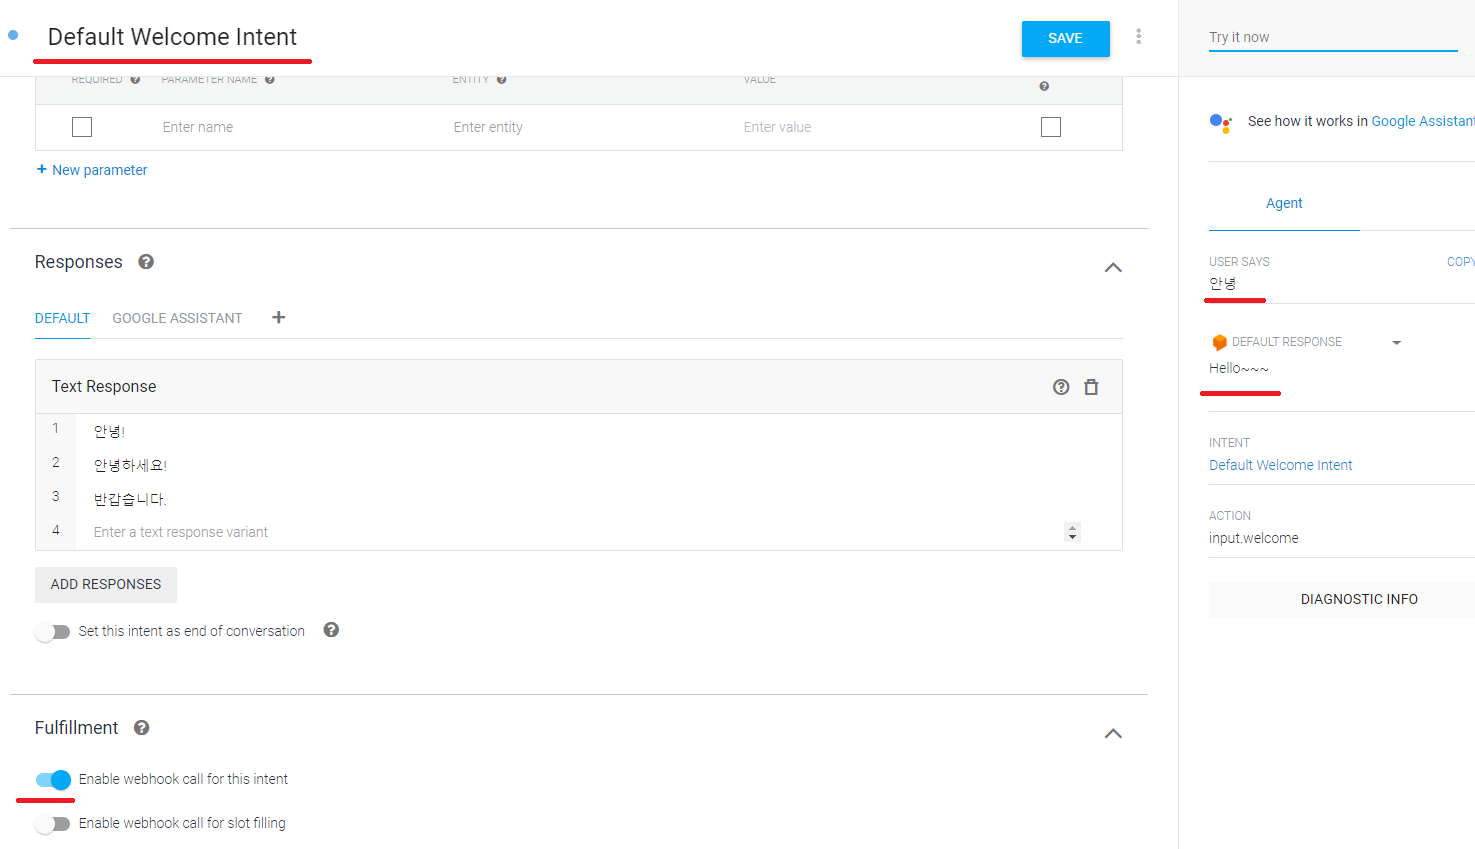 Default Welcome Intent
SAVE
REQUIRED
PARAMETER NAME
ENTITY
VALUE
Enter name
Enter entity
Enter value
+ New parameter
Responses
DEFAULT
GOOGLE ASSISTANT
+
Text Response
1 안녕!
2 안녕하세요!
3 반갑습니다.
4 Enter a text response variant
ADD RESPONSES
Set this intent as end of conversation
Fulfillment
Enable webhook call for this intent
Enable webhook call for slot filling
Try it now
See how it works in Google Assistant
Agent
USER SAYS
COPY
안녕
DEFAULT RESPONSE
Hello~~~
INTENT
Default Welcome Intent
ACTION
input.welcome
DIAGNOSTIC INFO